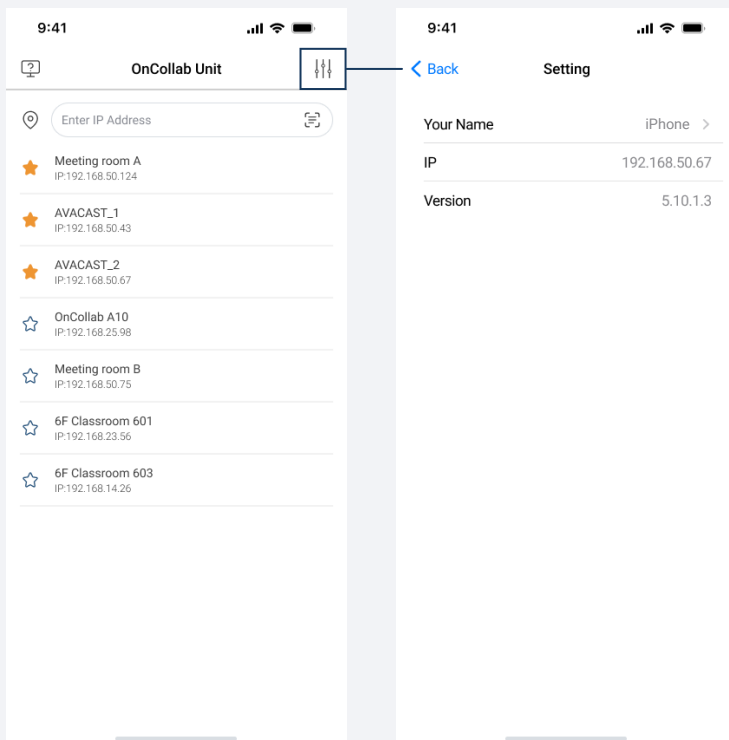 9:41
OnCollab Unit
Enter IP Address
Meeting room A
IP:192.168.50.124
AVACAST_1
IP:192.168.50.43
AVACAST_2
IP:192.168.50.67
OnCollab A10
IP:192.168.25.98
Meeting room B
IP:192.168.50.75
6F Classroom 601
IP:192.168.23.56
6F Classroom 603
IP:192.168.14.26
9:41
Back
Setting
Your Name iPhone
IP 192.168.50.67
Version 5.10.1.3